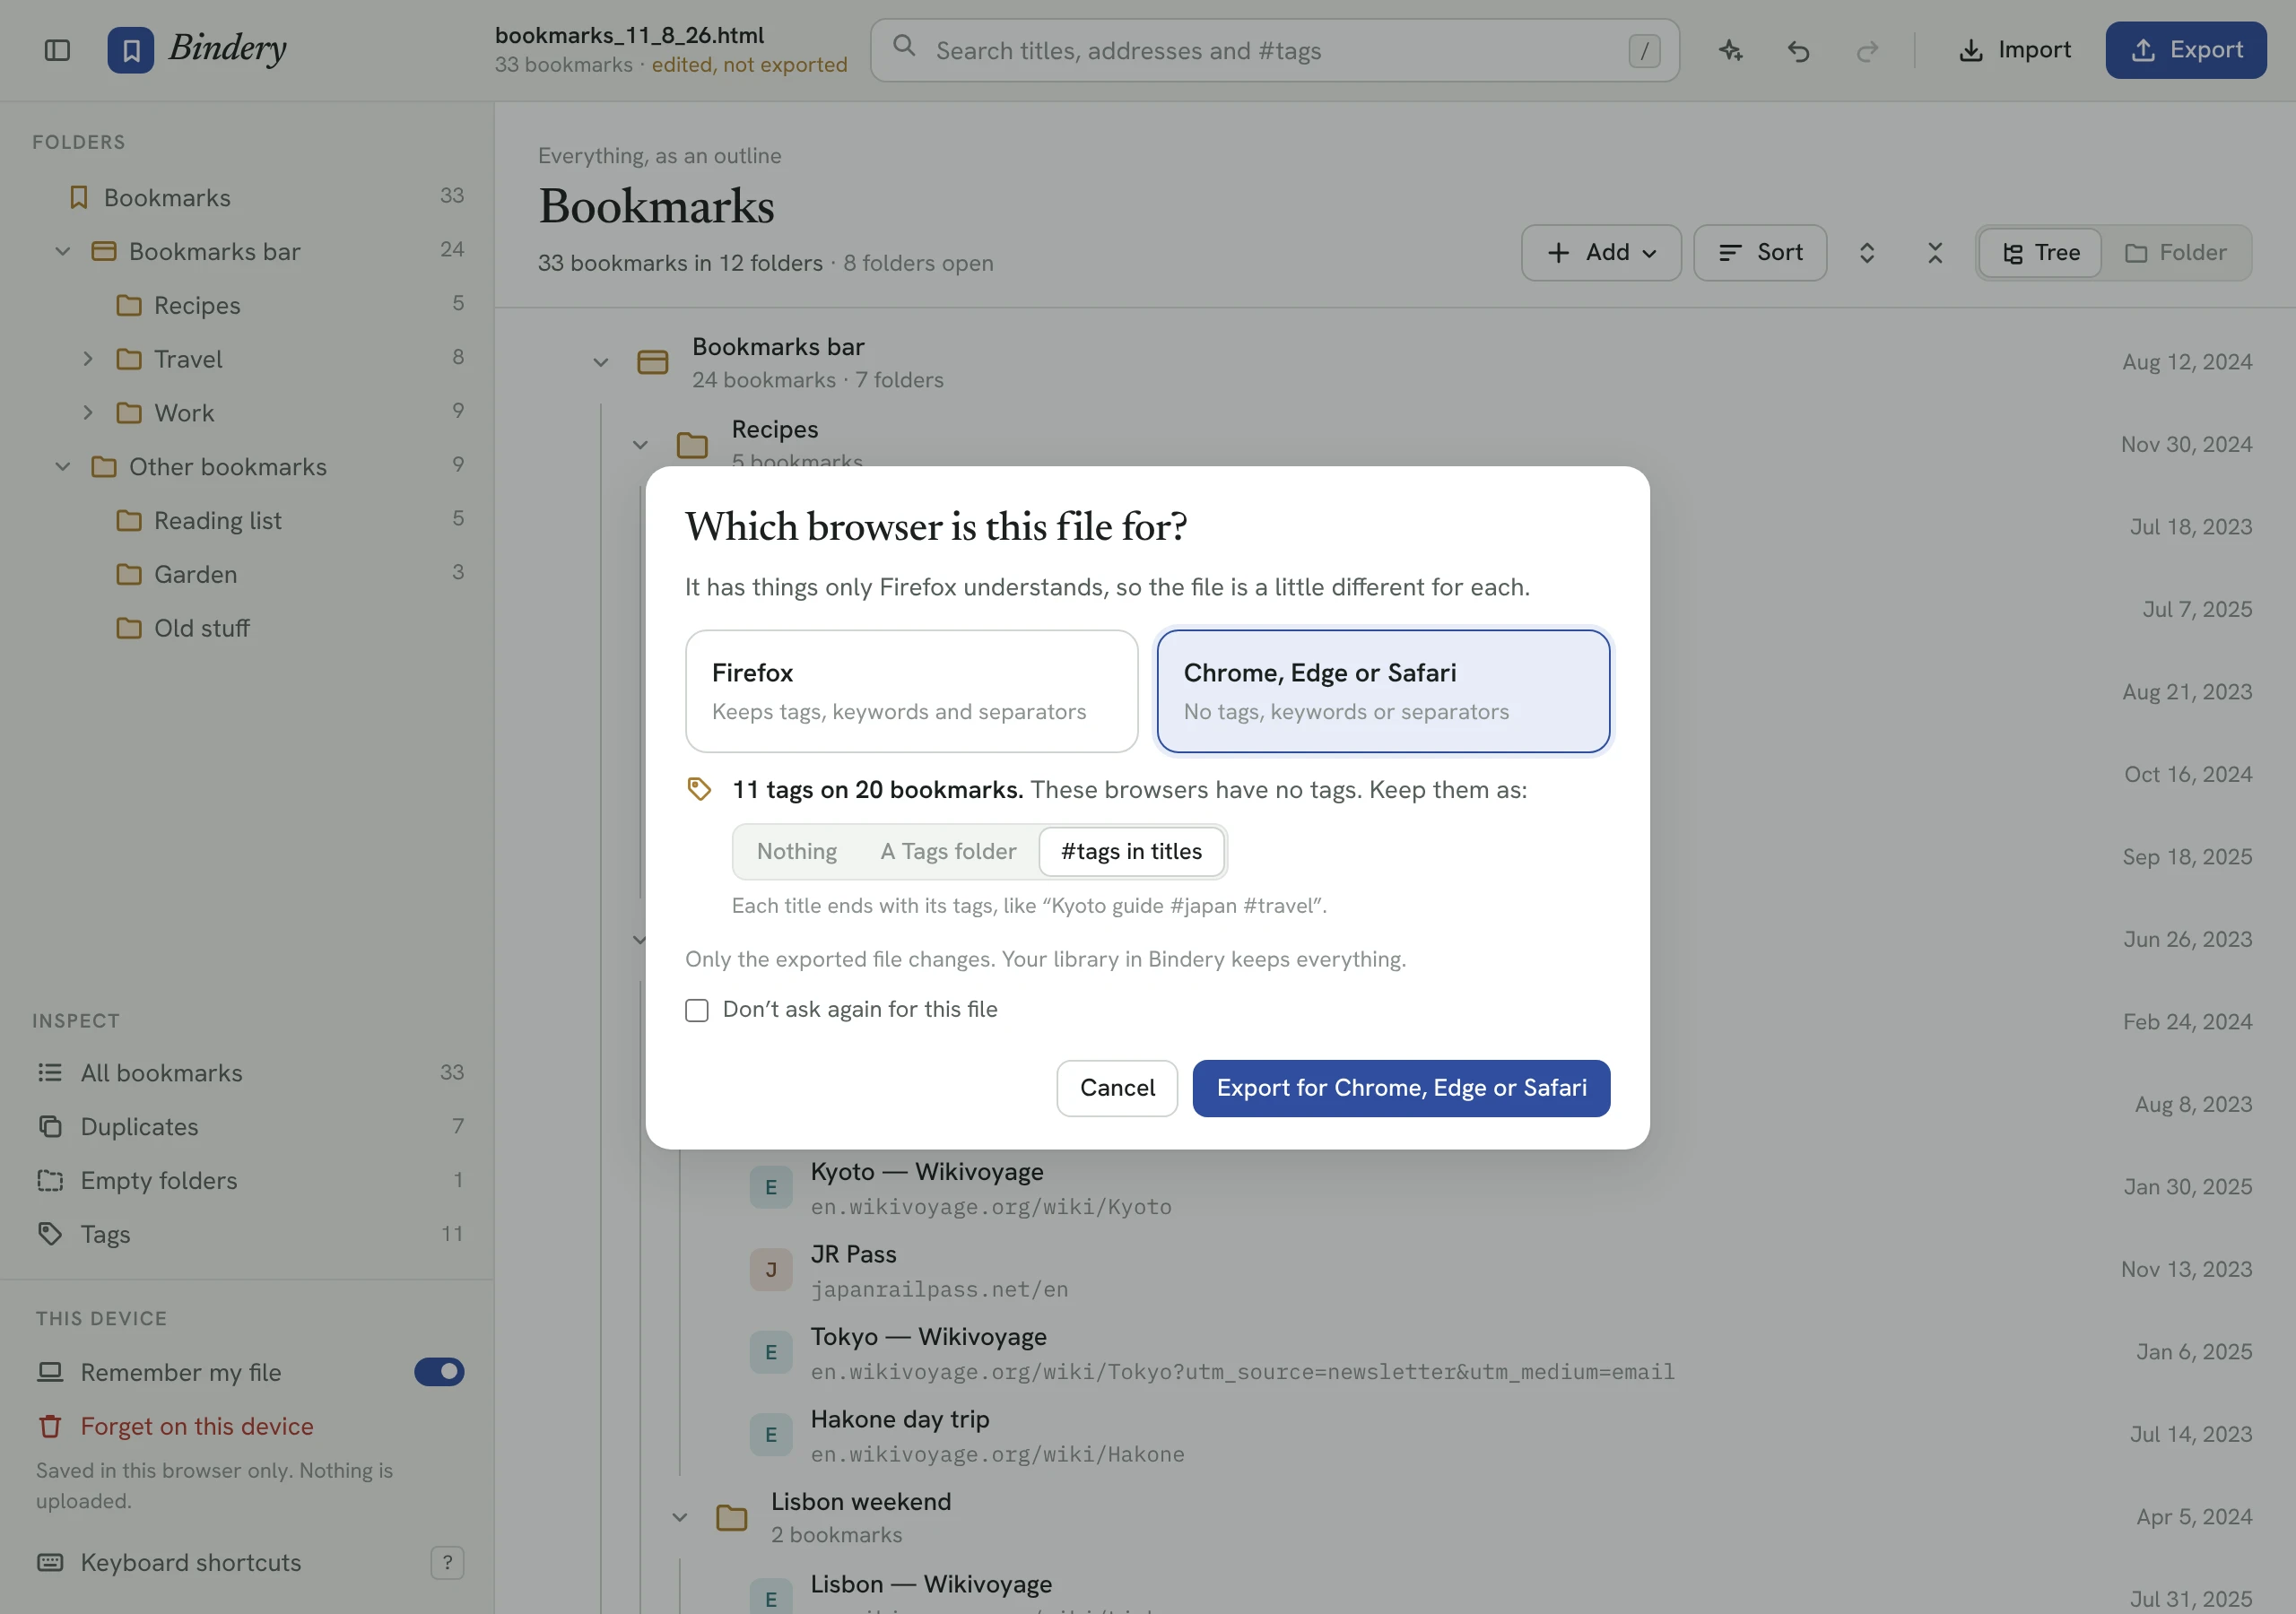 Bindery
bookmarks_11_8_26.html
33 bookmarks · edited, not exported
Search titles, addresses and #tags
/
Import
Export
FOLDERS
Bookmarks 33
Bookmarks bar 24
Recipes 5
Travel 8
Work 9
Other bookmarks 9
Reading list 5
Garden 3
Old stuff
INSPECT
All bookmarks 33
Duplicates 7
Empty folders 1
Tags 11
THIS DEVICE
Remember my file
Forget on this device
Saved in this browser only. Nothing is
uploaded.
Keyboard shortcuts ?
Everything, as an outline
Bookmarks
33 bookmarks in 12 folders · 8 folders open
Add
Sort
Tree
Folder
Bookmarks bar
24 bookmarks · 7 folders
Aug 12, 2024
Recipes
5 bookmarks
Nov 30, 2024
Jul 18, 2023
Jul 7, 2025
Aug 21, 2023
Oct 16, 2024
Sep 18, 2025
Jun 26, 2023
Feb 24, 2024
Aug 8, 2023
Which browser is this file for?
It has things only Firefox understands, so the file is a little different for each.
Firefox
Keeps tags, keywords and separators
Chrome, Edge or Safari
No tags, keywords or separators
11 tags on 20 bookmarks. These browsers have no tags. Keep them as:
Nothing
A Tags folder
#tags in titles
Each title ends with its tags, like “Kyoto guide #japan #travel”.
Only the exported file changes. Your library in Bindery keeps everything.
Don’t ask again for this file
Cancel
Export for Chrome, Edge or Safari
E
Kyoto — Wikivoyage
en.wikivoyage.org/wiki/Kyoto
Jan 30, 2025
J
JR Pass
japanrailpass.net/en
Nov 13, 2023
E
Tokyo — Wikivoyage
en.wikivoyage.org/wiki/Tokyo?utm_source=newsletter&utm_medium=email
Jan 6, 2025
E
Hakone day trip
en.wikivoyage.org/wiki/Hakone
Jul 14, 2023
Lisbon weekend
2 bookmarks
Apr 5, 2024
E
Lisbon — Wikivoyage
Jul 31, 2025